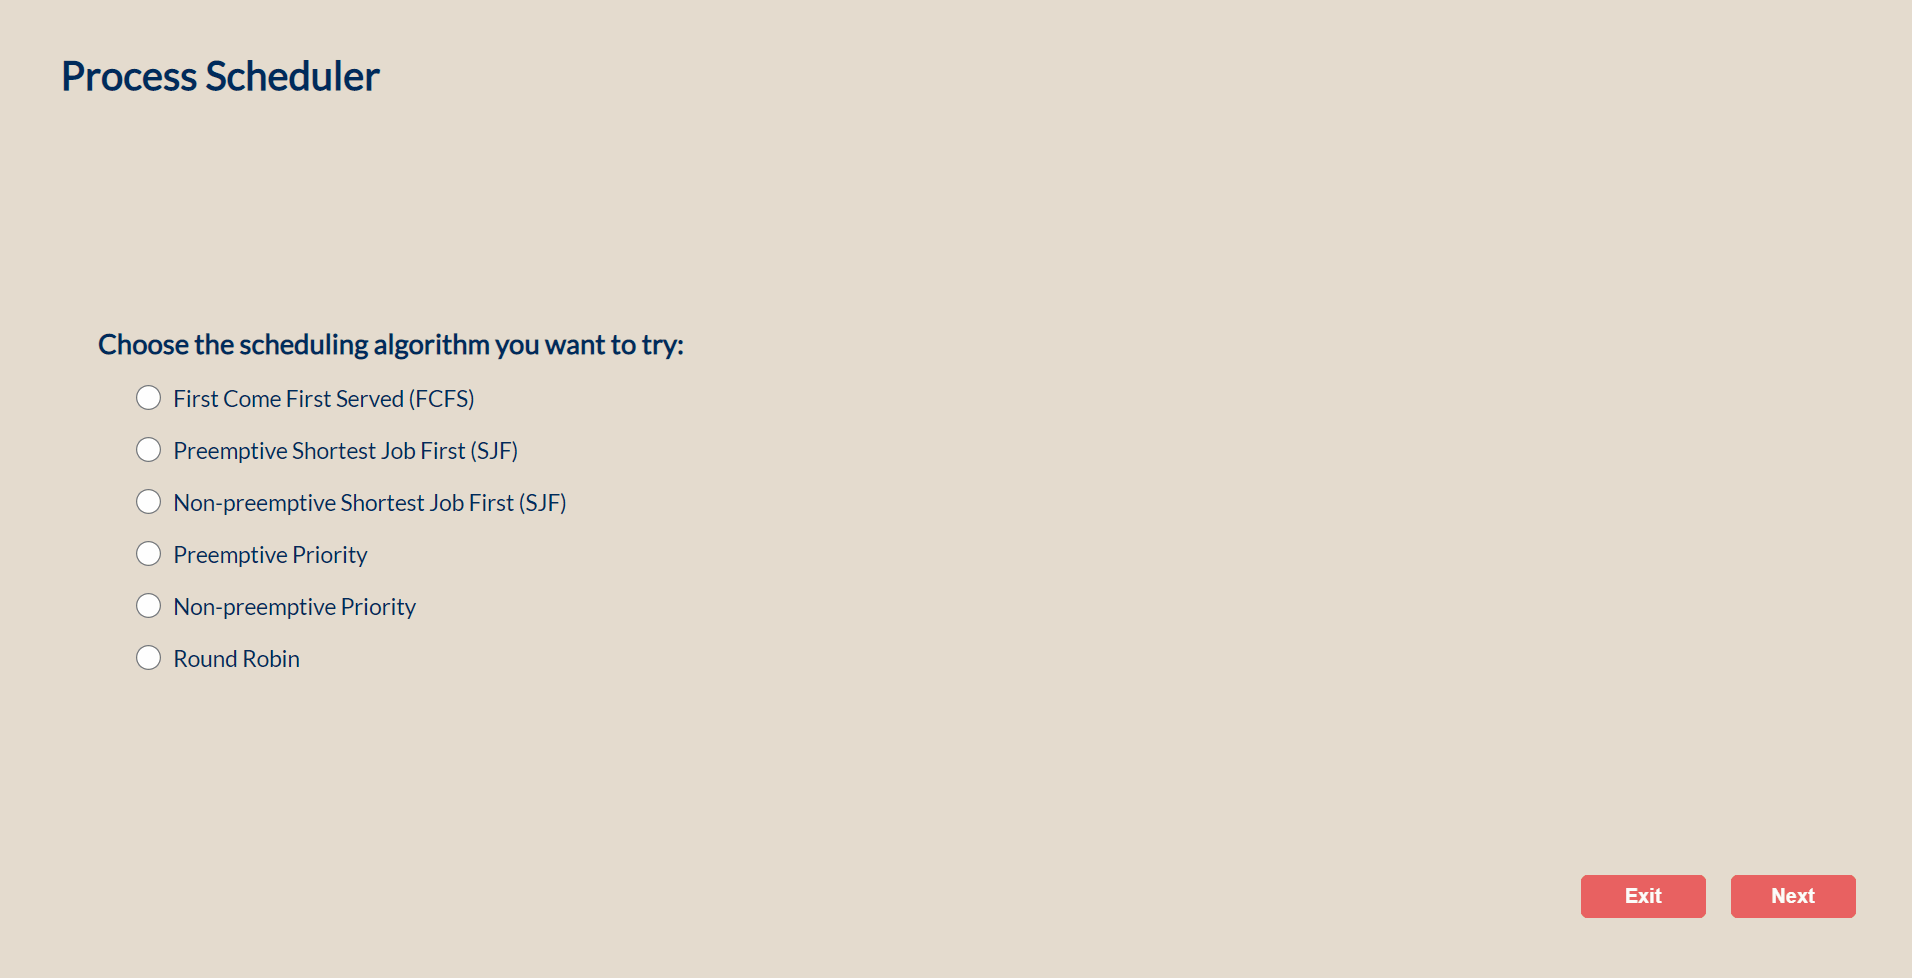 Process Scheduler
Choose the scheduling algorithm you want to try:
First Come First Served (FCFS)
Preemptive Shortest Job First (SJF)
Non-preemptive Shortest Job First (SJF)
Preemptive Priority
Non-preemptive Priority
Round Robin
Exit
Next